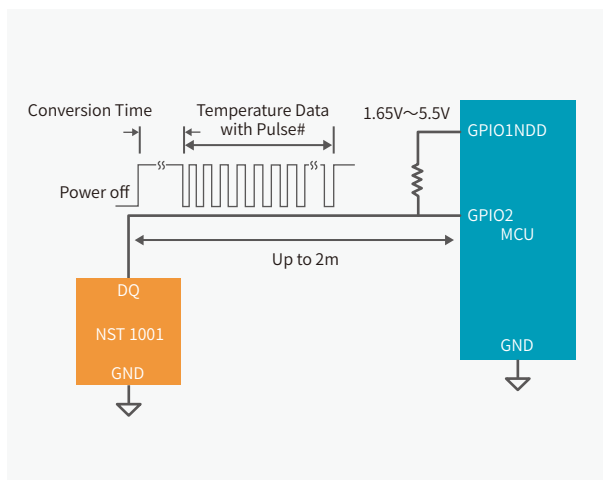 Conversion Time
Temperature Data
with Pulse#
1.65V～5.5V
GPIO1NDD
Power off
GPIO2
MCU
Up to 2m
DQ
NST 1001
GND
GND